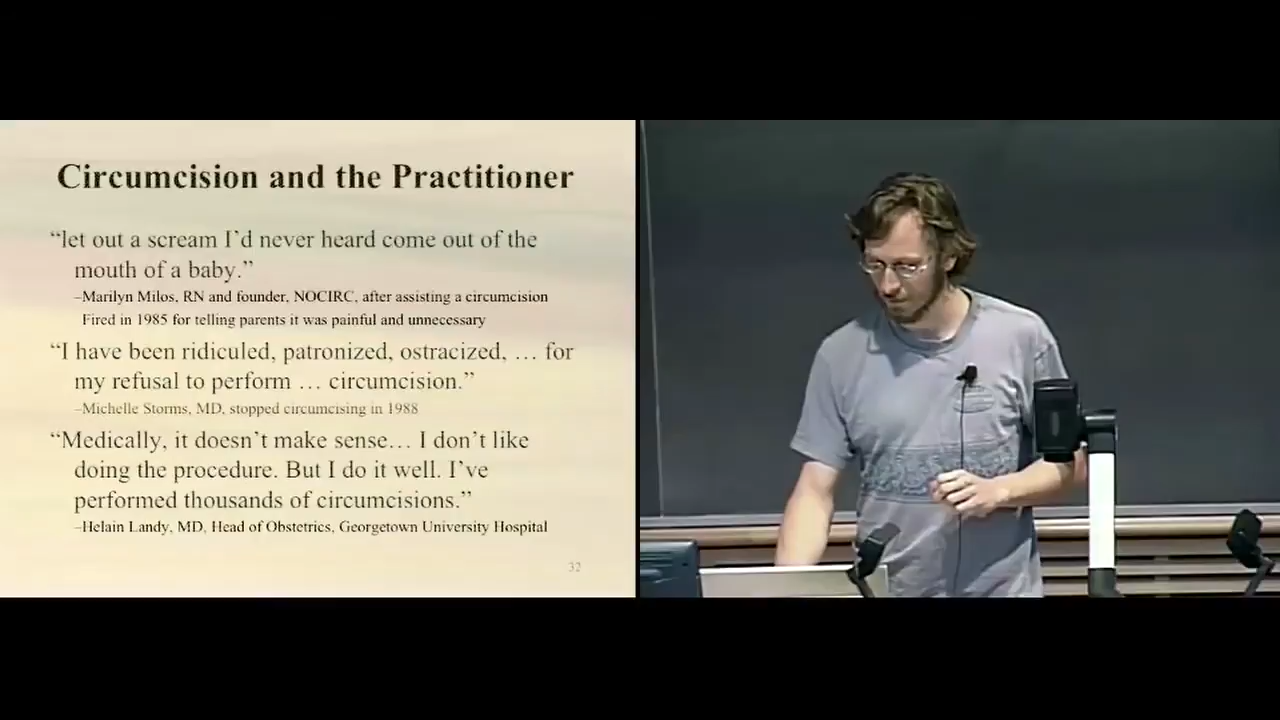 Circumcision and the Practitioner
“let out a scream I’d never heard come out of the
mouth of a baby.”
–Marilyn Milos, RN and founder, NOCIRC, after assisting a circumcision
Fired in 1985 for telling parents it was painful and unnecessary
“I have been ridiculed, patronized, ostracized, … for
my refusal to perform … circumcision.”
–Michelle Storms, MD, stopped circumcising in 1988
“Medically, it doesn’t make sense… I don’t like
doing the procedure. But I do it well. I’ve
performed thousands of circumcisions.”
–Helain Landy, MD, Head of Obstetrics, Georgetown University Hospital
32